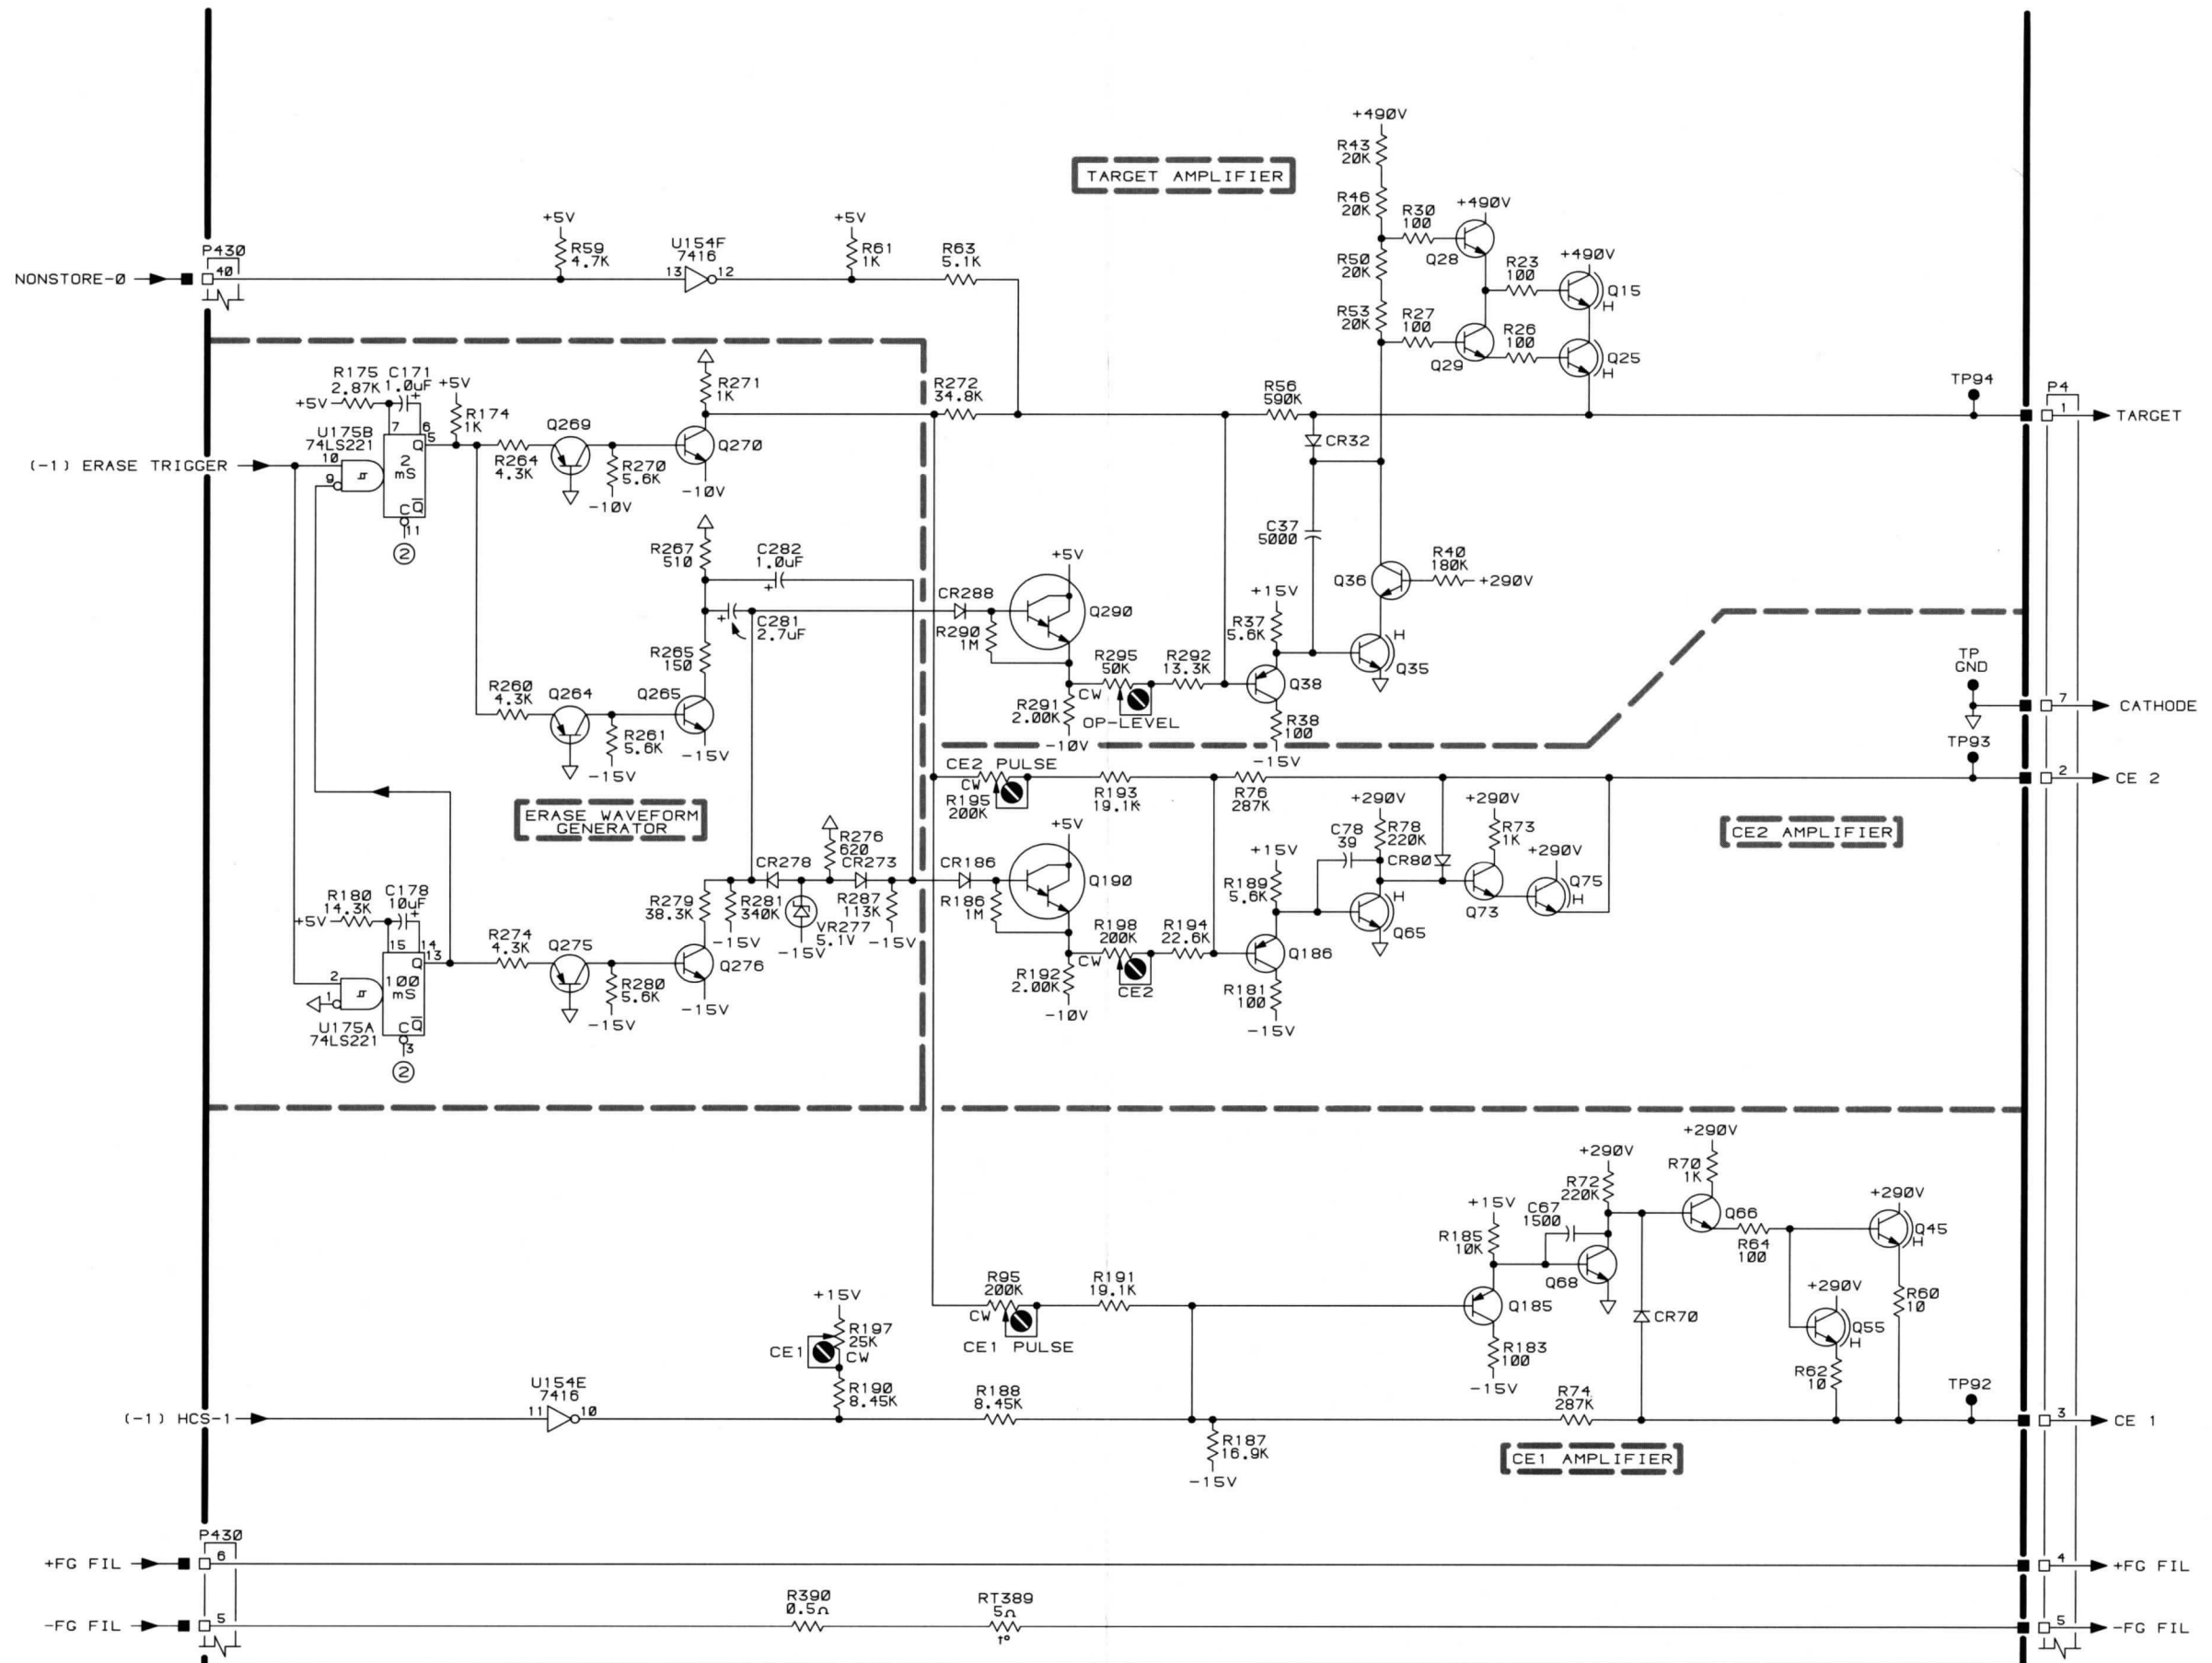 +490V
R43
20K
TARGET AMPLIFIER
R46
20K
R30
100
+490V
+5V
R59
4.7K
U154F
7416
+5V
R61
1K
R63
5.1K
P430
40
NONSTORE-0
13
12
Q28
R50
20K
R23
100
+490V
Q15
H
R53
20K
R27
100
R26
100
Q29
Q25
H
R175
2.87K
C171
1.0uF
+
+5V
+5V
R174
1K
R271
1K
R272
34.8K
R56
590K
TP94
P4
1
TARGET
U175B
74LS221
7
6
5
Q
2
mS
Q269
Q270
CR32
(-1) ERASE TRIGGER
10
9
R264
4.3K
R270
5.6K
-10V
-10V
C Q
11
2
R267
510
C282
1.0uF
+
C37
5000
+5V
R40
180K
Q36
+290V
CR288
Q290
+15V
+
C281
2.7uF
R290
1M
R37
5.6K
H
Q35
R265
150
R295
50K
R292
13.3K
TP
GND
R260
4.3K
Q264
Q265
CW
Q38
R291
2.00K
OP-LEVEL
R38
100
7
CATHODE
R261
5.6K
-15V
-15V
-10V
-15V
TP93
CE2 PULSE
CW
R195
200K
R193
19.1K
R76
287K
2
CE 2
ERASE WAVEFORM
GENERATOR
+5V
+290V
+290V
R276
620
C78
39
R78
220K
R73
1K
CE2 AMPLIFIER
CR278
CR273
CR186
Q190
+15V
CR80
+290V
R180
14.3K
C178
10uF
+
+5V
R279
38.3K
R281
340K
R287
113K
R186
1M
R189
5.6K
H
Q73
Q75
H
-15V
VR277
5.1V
-15V
-15V
R198
200K
R194
22.6K
Q65
15
14
13
Q
R274
4.3K
Q275
Q276
CW
Q186
2
1
100
mS
R280
5.6K
R192
2.00K
CE2
R181
100
-15V
-15V
-10V
-15V
U175A
74LS221
C Q
3
2
+290V
+290V
R70
1K
R72
220K
+15V
+290V
C67
1500
Q66
R185
10K
R64
100
Q45
H
R95
200K
R191
19.1K
Q68
+290V
+15V
CW
Q185
CR70
R60
10
R197
25K
CE1
CW
CE1 PULSE
R183
100
Q55
H
U154E
7416
R190
8.45K
R188
8.45K
-15V
R74
287K
R62
10
TP92
(-1) HCS-1
11
10
3
CE 1
R187
16.9K
-15V
CE1 AMPLIFIER
P430
+FG FIL
6
4
+FG FIL
R390
0.5Ω
RT389
5Ω
t°
-FG FIL
5
5
-FG FIL